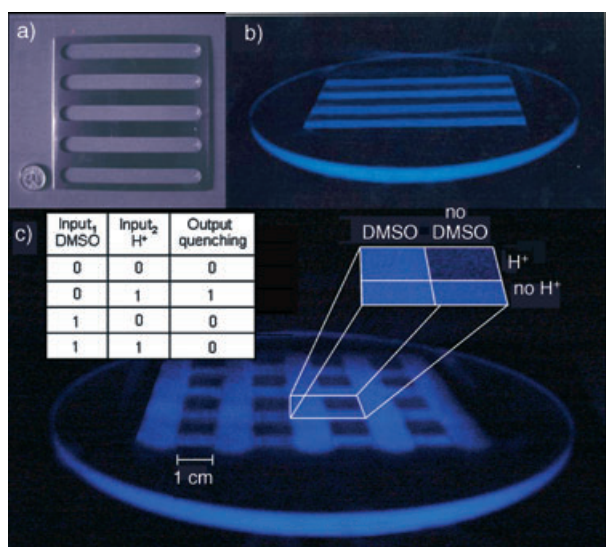 a)
b)
c)
Input₁ DMSO | Input₂ H⁺ | Output quenching
0 | 0 | 0
0 | 1 | 1
1 | 0 | 0
1 | 1 | 0
no
DMSO DMSO
H⁺
no H⁺
1 cm